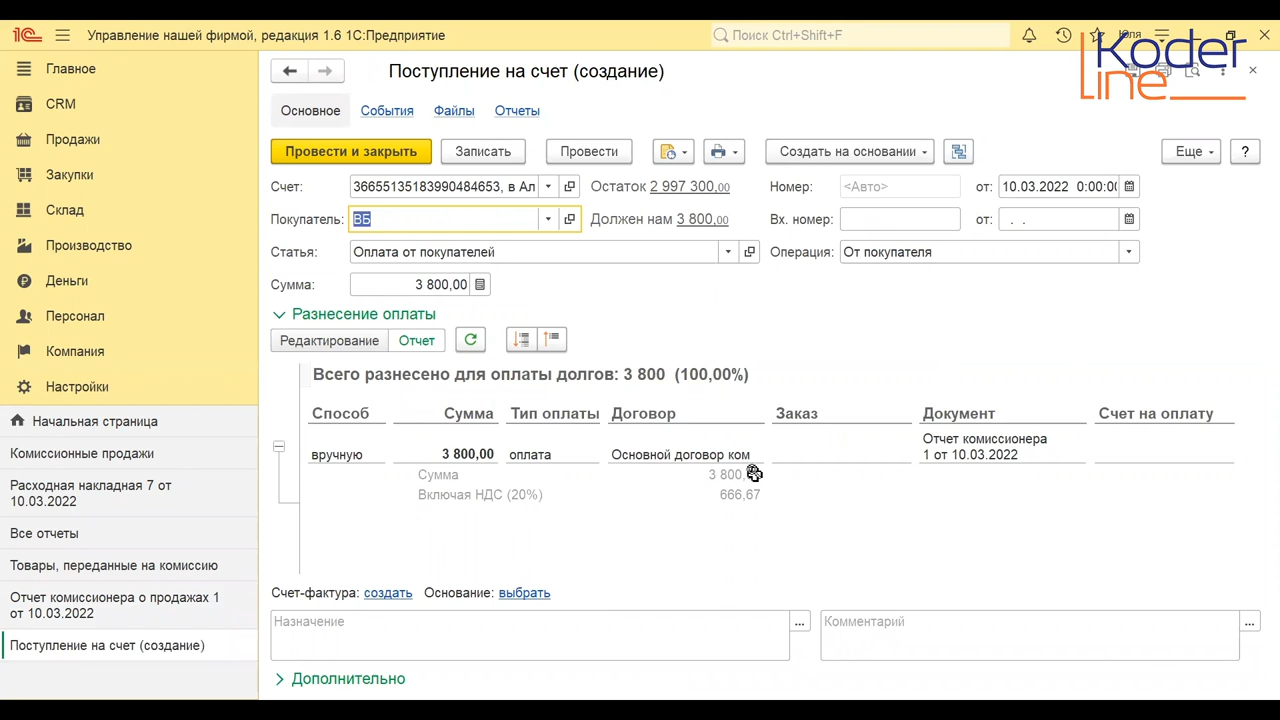 1С Управление нашей фирмой, редакция 1.6 1С:Предприятие Поиск Ctrl+Shift+F Юля
Koder
line
Главное
CRM
Продажи
Закупки
Склад
Производство
Деньги
Персонал
Компания
Настройки
Начальная страница
Комиссионные продажи
Расходная накладная 7 от
10.03.2022
Все отчеты
Товары, переданные на комиссию
Отчет комиссионера о продажах 1
от 10.03.2022
Поступление на счет (создание)
Поступление на счет (создание)
Основное События Файлы Отчеты
Провести и закрыть Записать Провести Создать на основании Еще ?
Счет: 36655135183990484653, в Ал Остаток 2 997 300,00 Номер: <Авто> от: 10.03.2022 0:00:0
Покупатель: ВБ Должен нам 3 800,00 Вх. номер: от: . .
Статья: Оплата от покупателей Операция: От покупателя
Сумма: 3 800,00
Разнесение оплаты
Редактирование Отчет
Всего разнесено для оплаты долгов: 3 800 (100,00%)
Способ Сумма Тип оплаты Договор Заказ Документ Счет на оплату
вручную 3 800,00 оплата Основной договор ком Отчет комиссионера
1 от 10.03.2022
Сумма 3 800,
Включая НДС (20%) 666,67
Счет-фактура: создать Основание: выбрать
Назначение ... Комментарий ...
Дополнительно